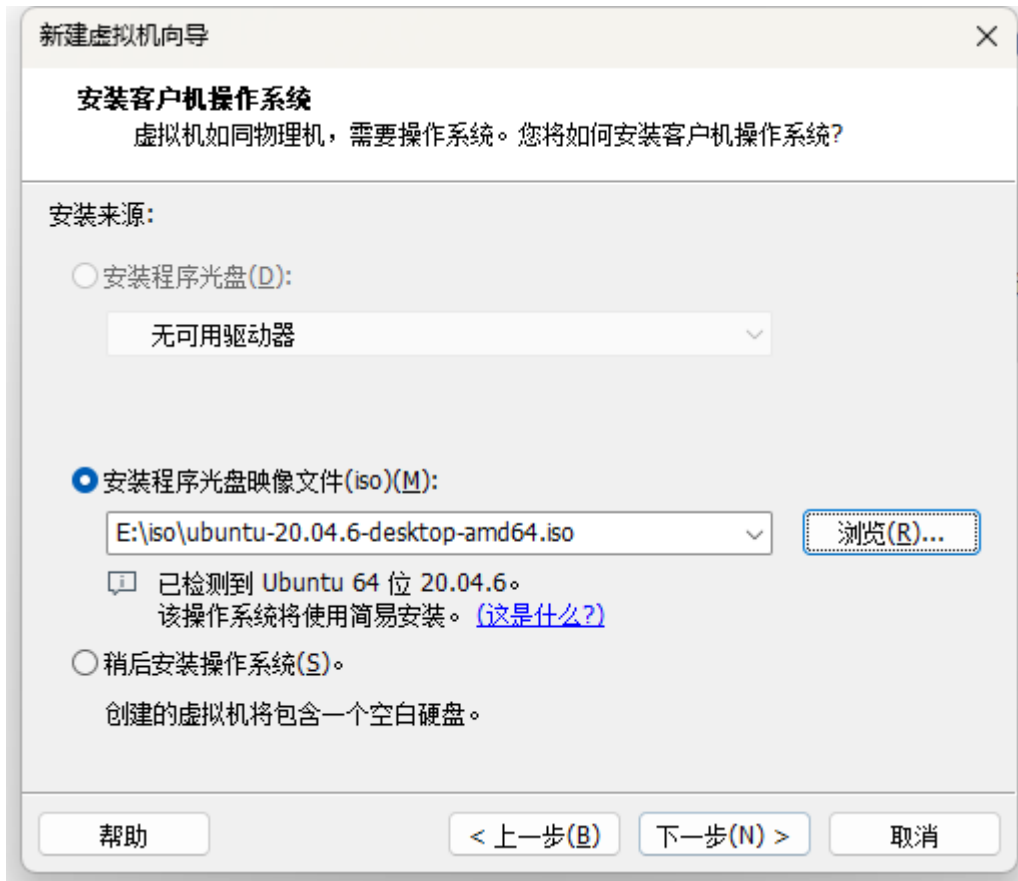 新建虚拟机向导
安装客户机操作系统
虚拟机如同物理机，需要操作系统。您将如何安装客户机操作系统?
安装来源:
安装程序光盘(D):
无可用驱动器
安装程序光盘映像文件(iso)(M):
E:\iso\ubuntu-20.04.6-desktop-amd64.iso
浏览(R)...
已检测到 Ubuntu 64 位 20.04.6。
该操作系统将使用简易安装。 (这是什么?)
稍后安装操作系统(S)。
创建的虚拟机将包含一个空白硬盘。
帮助
< 上一步(B)
下一步(N) >
取消